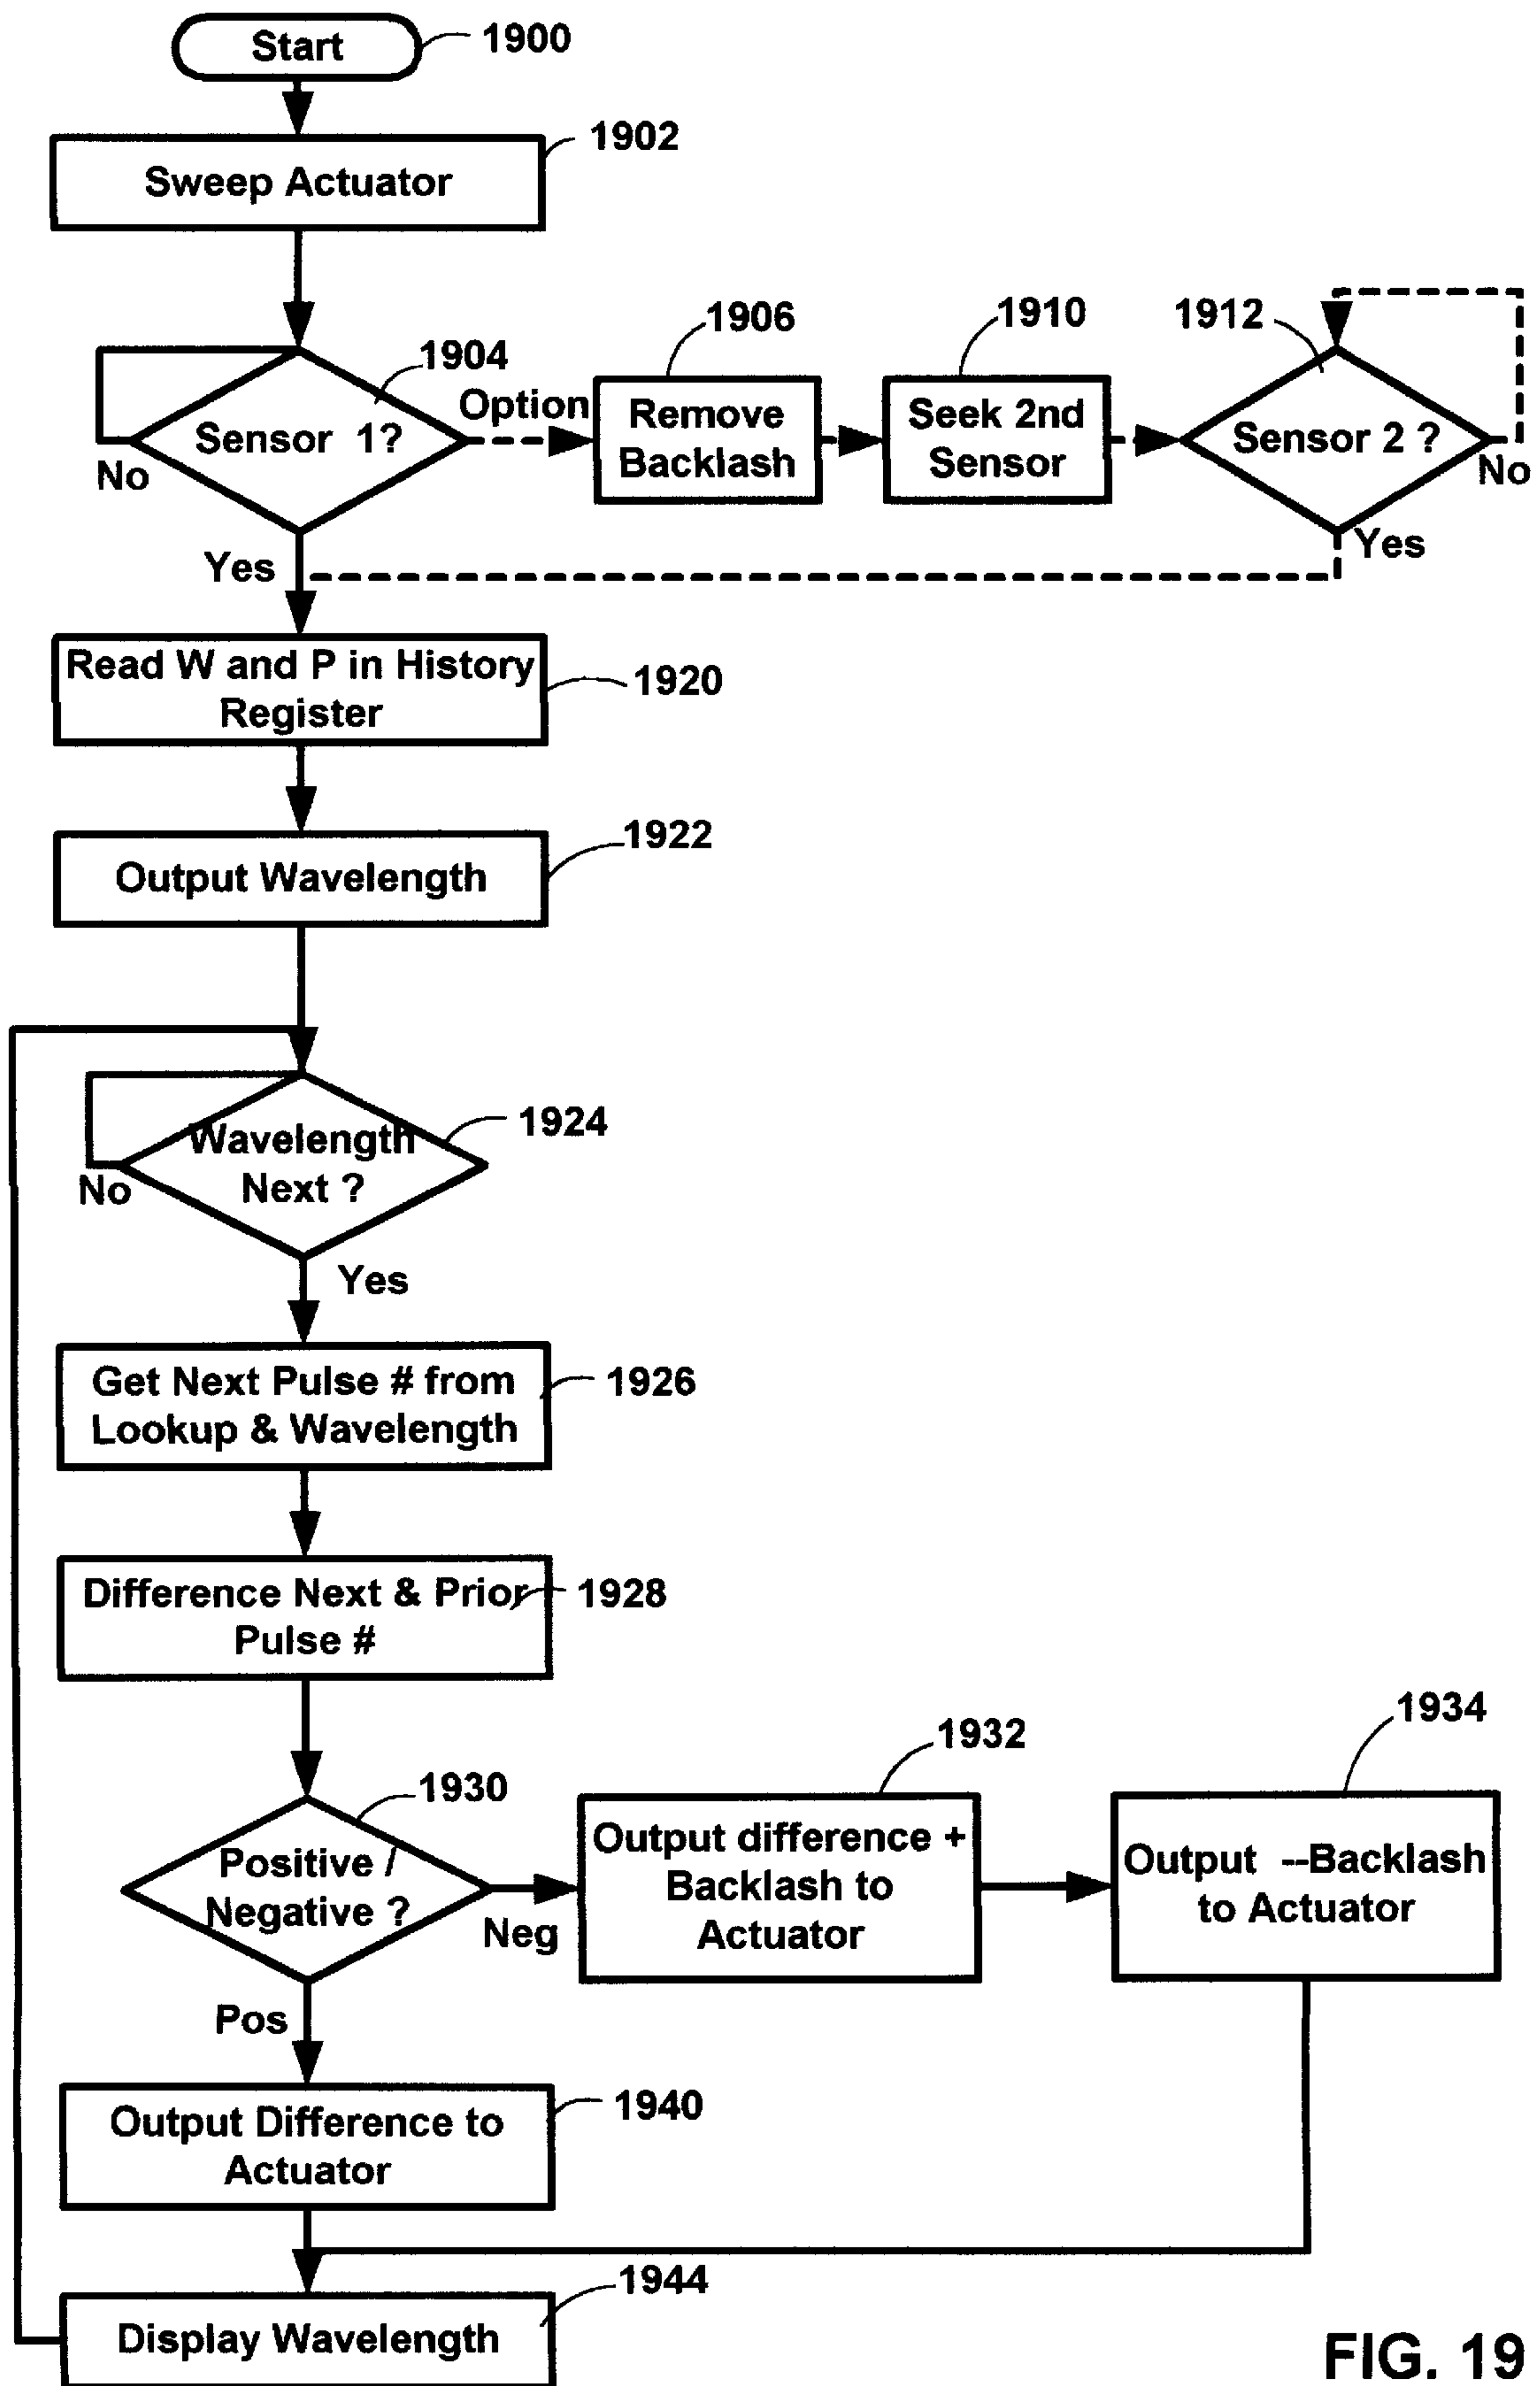 Start
1900
1902
Sweep Actuator
1904
Sensor 1?
No
Option
1906
Remove
Backlash
1910
Seek 2nd
Sensor
1912
Sensor 2 ?
No
Yes
Yes
Read W and P in History
Register
1920
1922
Output Wavelength
1924
Wavelength
Next ?
No
Yes
Get Next Pulse # from
Lookup & Wavelength
1926
Difference Next & Prior
Pulse #
1928
1930
Positive /
Negative ?
Neg
1932
Output difference +
Backlash to
Actuator
1934
Output --Backlash
to Actuator
Pos
Output Difference to
Actuator
1940
1944
Display Wavelength
FIG. 19